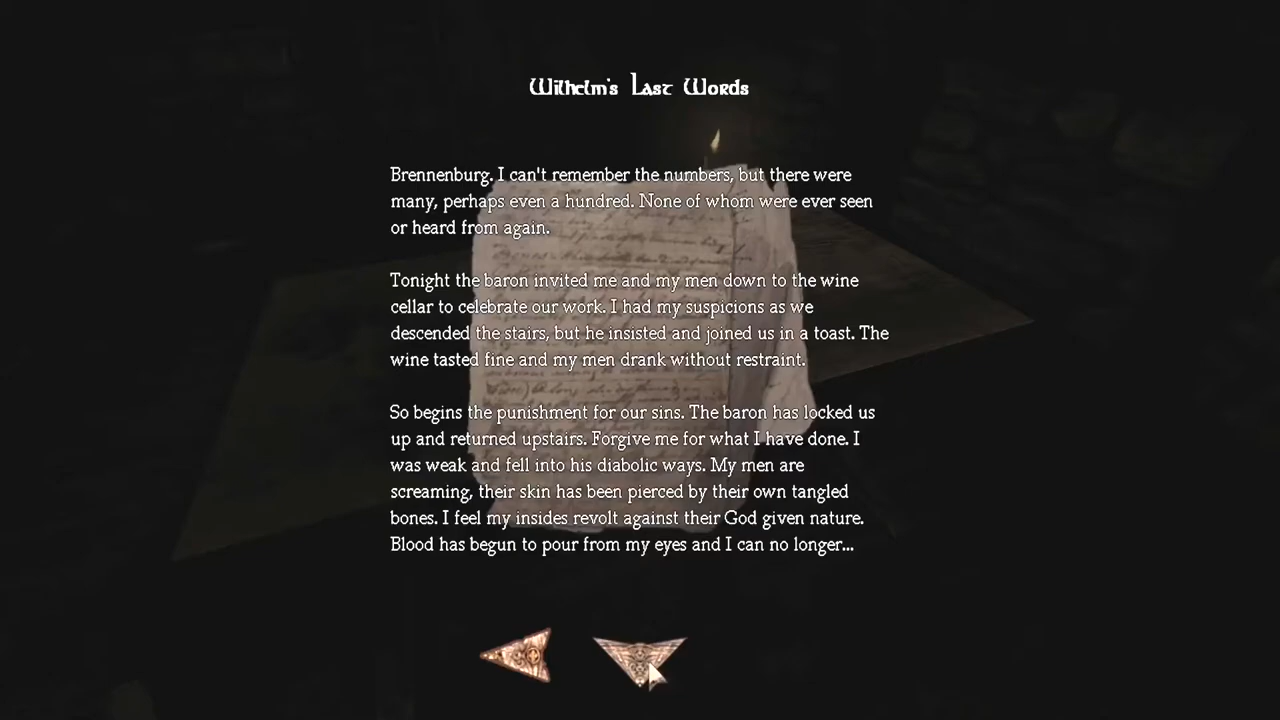 Wilhelm's Last Words
Brennenburg. I can't remember the numbers, but there were
many, perhaps even a hundred. None of whom were ever seen
or heard from again.
Tonight the baron invited me and my men down to the wine
cellar to celebrate our work. I had my suspicions as we
descended the stairs, but he insisted and joined us in a toast. The
wine tasted fine and my men drank without restraint.
So begins the punishment for our sins. The baron has locked us
up and returned upstairs. Forgive me for what I have done. I
was weak and fell into his diabolic ways. My men are
screaming, their skin has been pierced by their own tangled
bones. I feel my insides revolt against their God given nature.
Blood has begun to pour from my eyes and I can no longer...